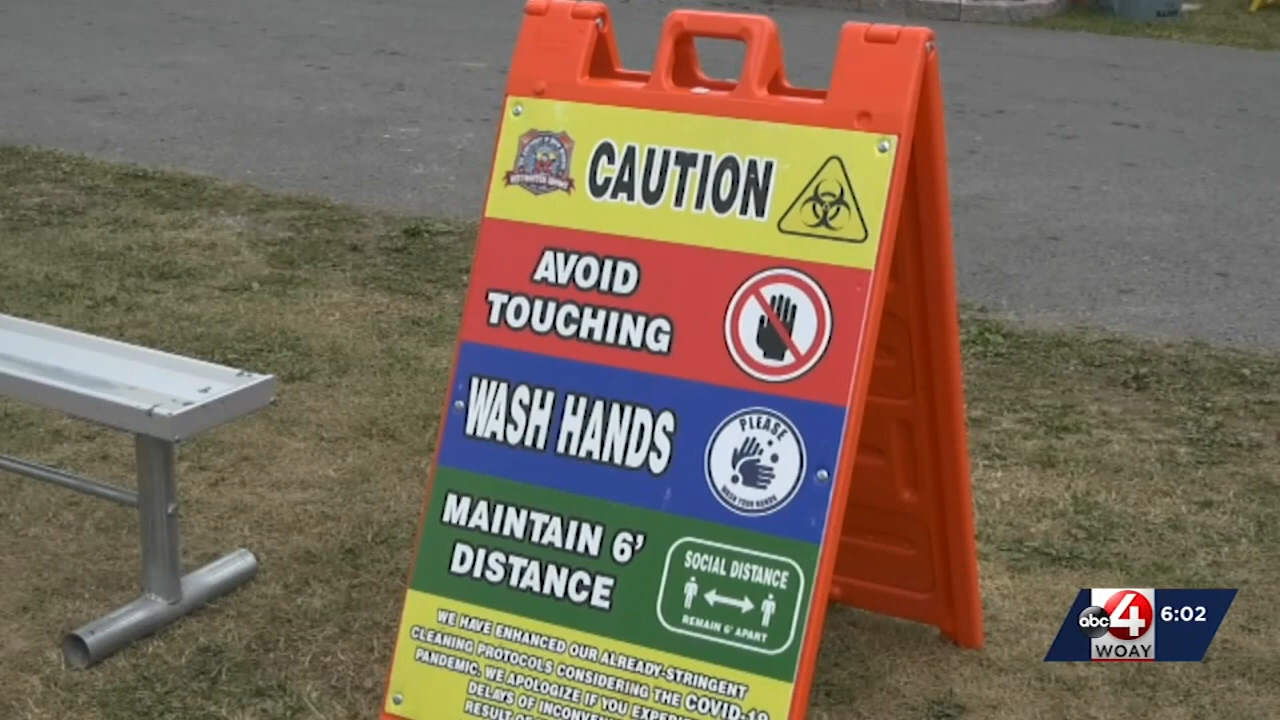 CAUTION
AVOID
TOUCHING
WASH HANDS
PLEASE
WASH YOUR HANDS
MAINTAIN 6'
DISTANCE
SOCIAL DISTANCE
REMAIN 6' APART
WE HAVE ENHANCED OUR ALREADY-STRINGENT
CLEANING PROTOCOLS CONSIDERING THE COVID-19
PANDEMIC. WE APOLOGIZE IF YOU
DELAYS OF
RESULT OF
abc 4
WOAY
6:02